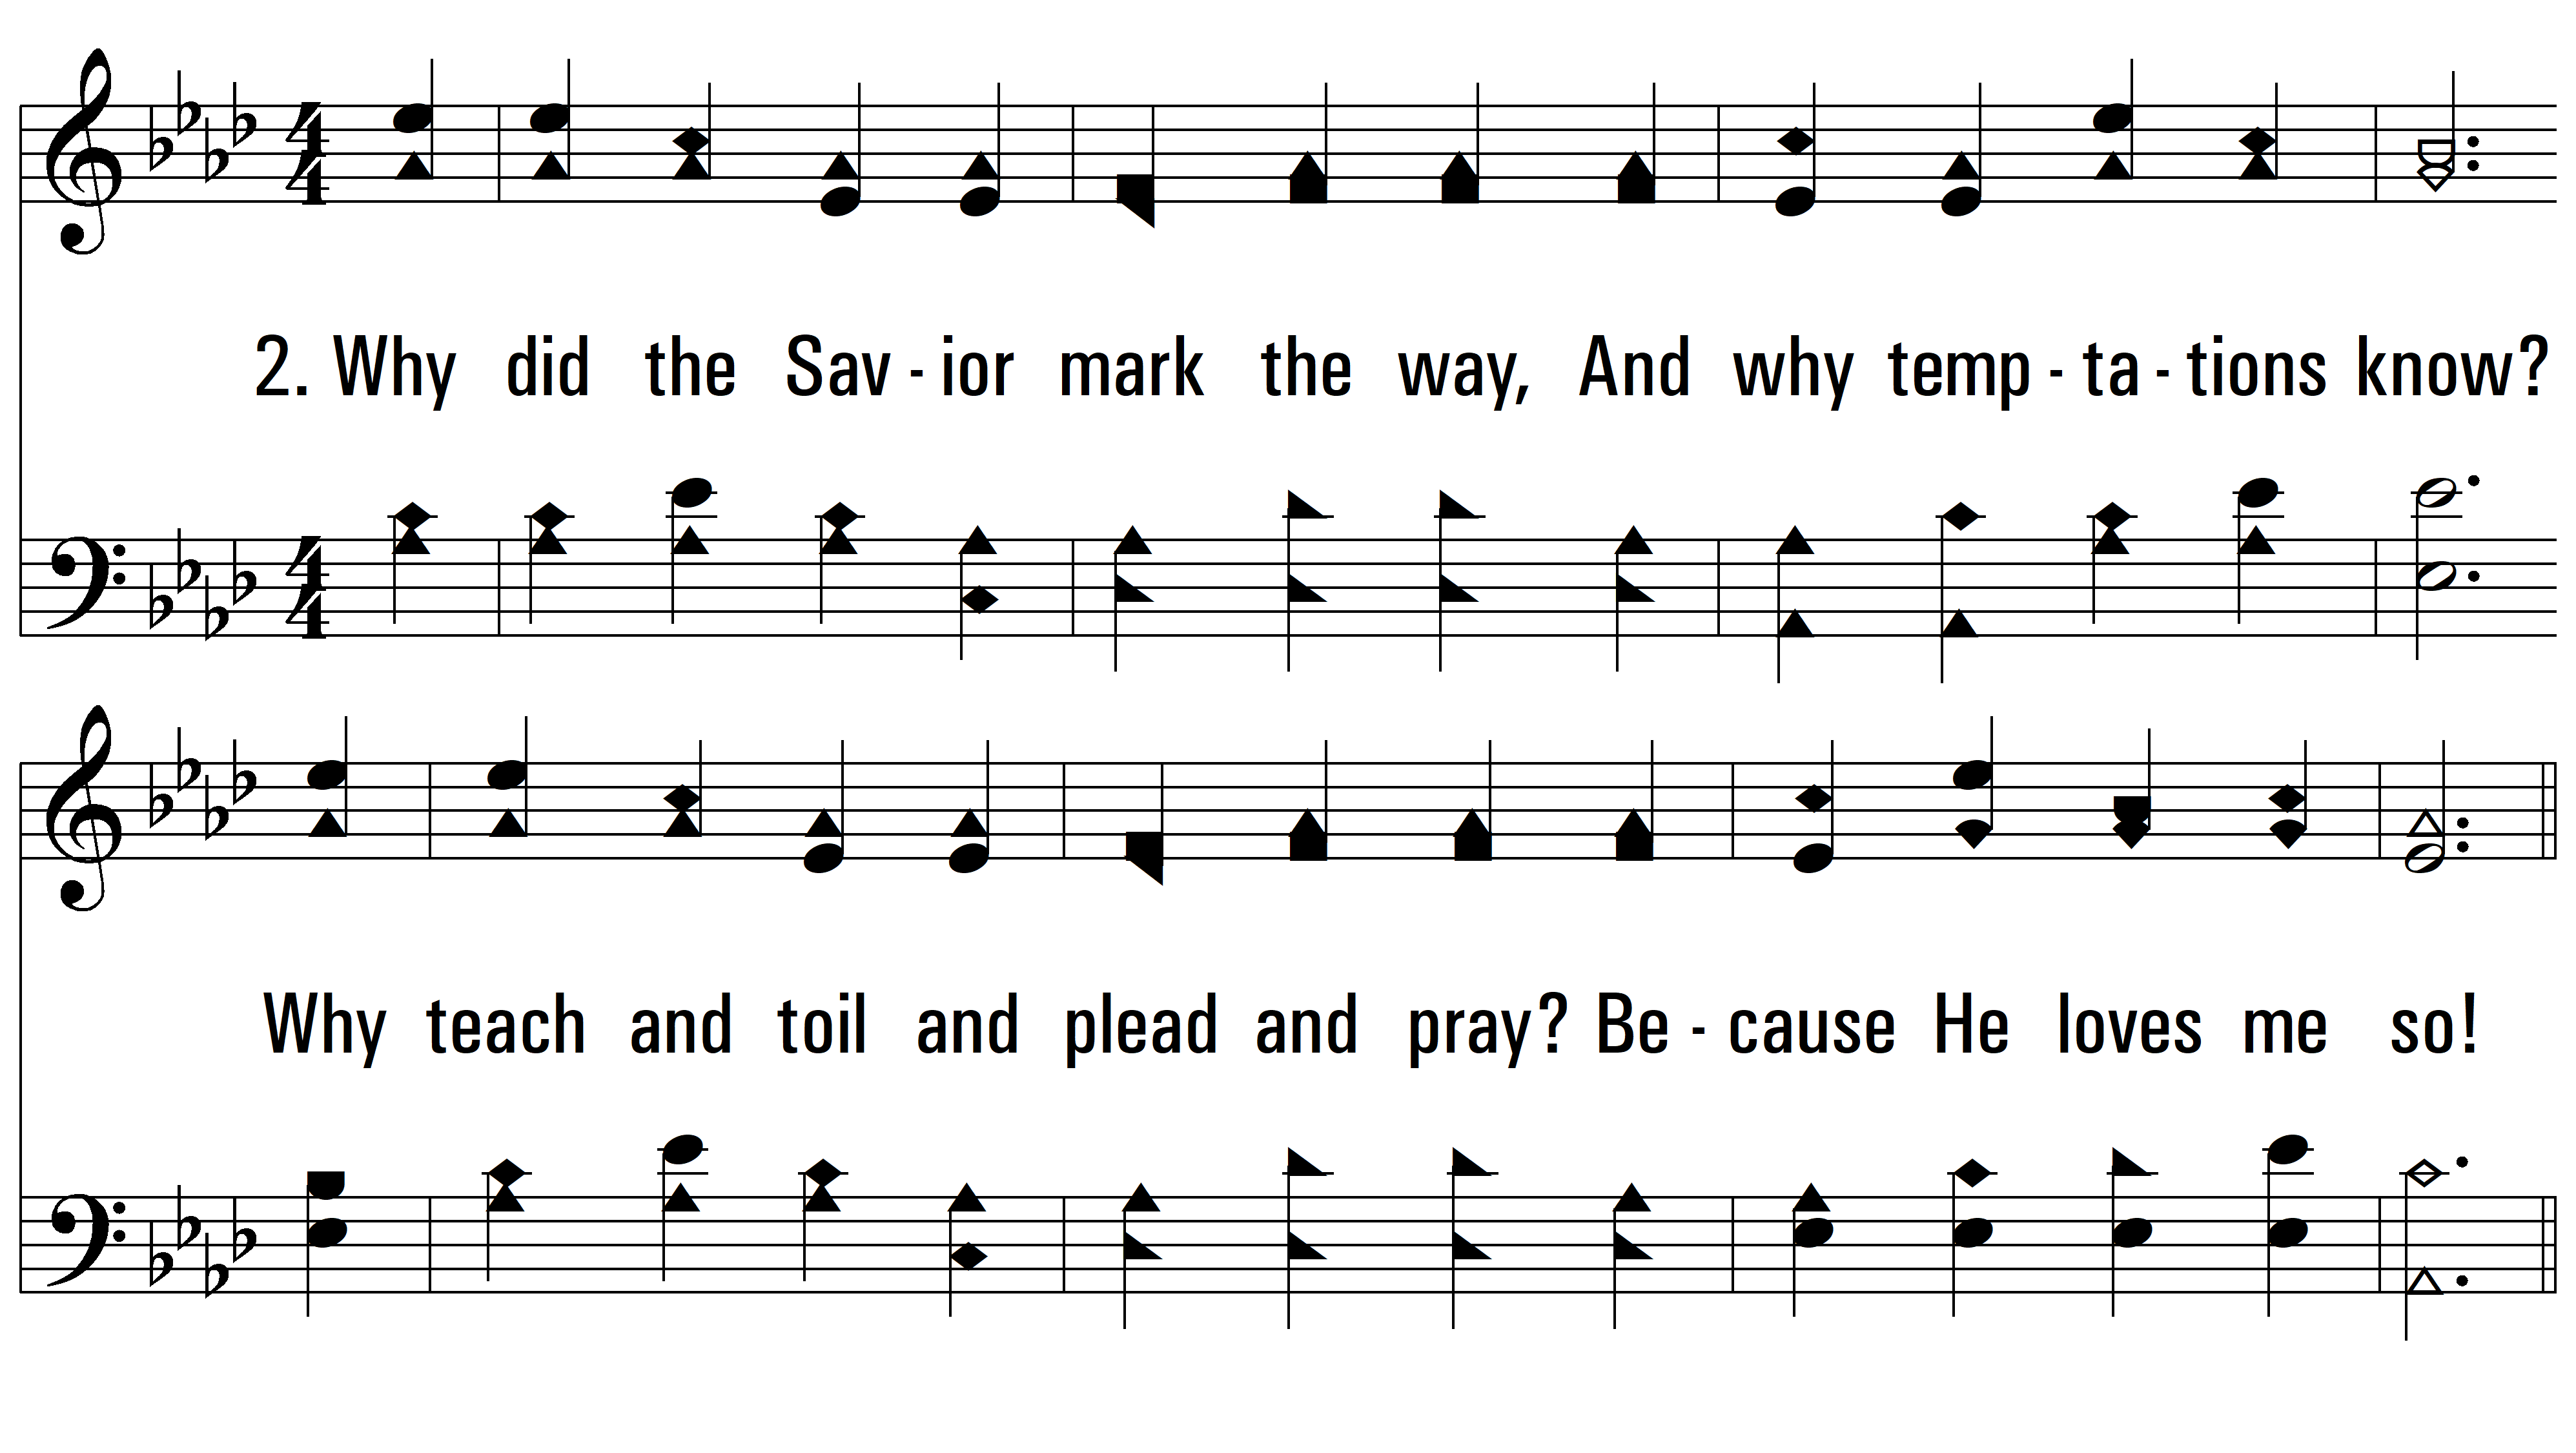 2. Why did the Sav - ior mark the way, And why temp - ta - tions know?
Why teach and toil and plead and pray? Be - cause He loves me so!